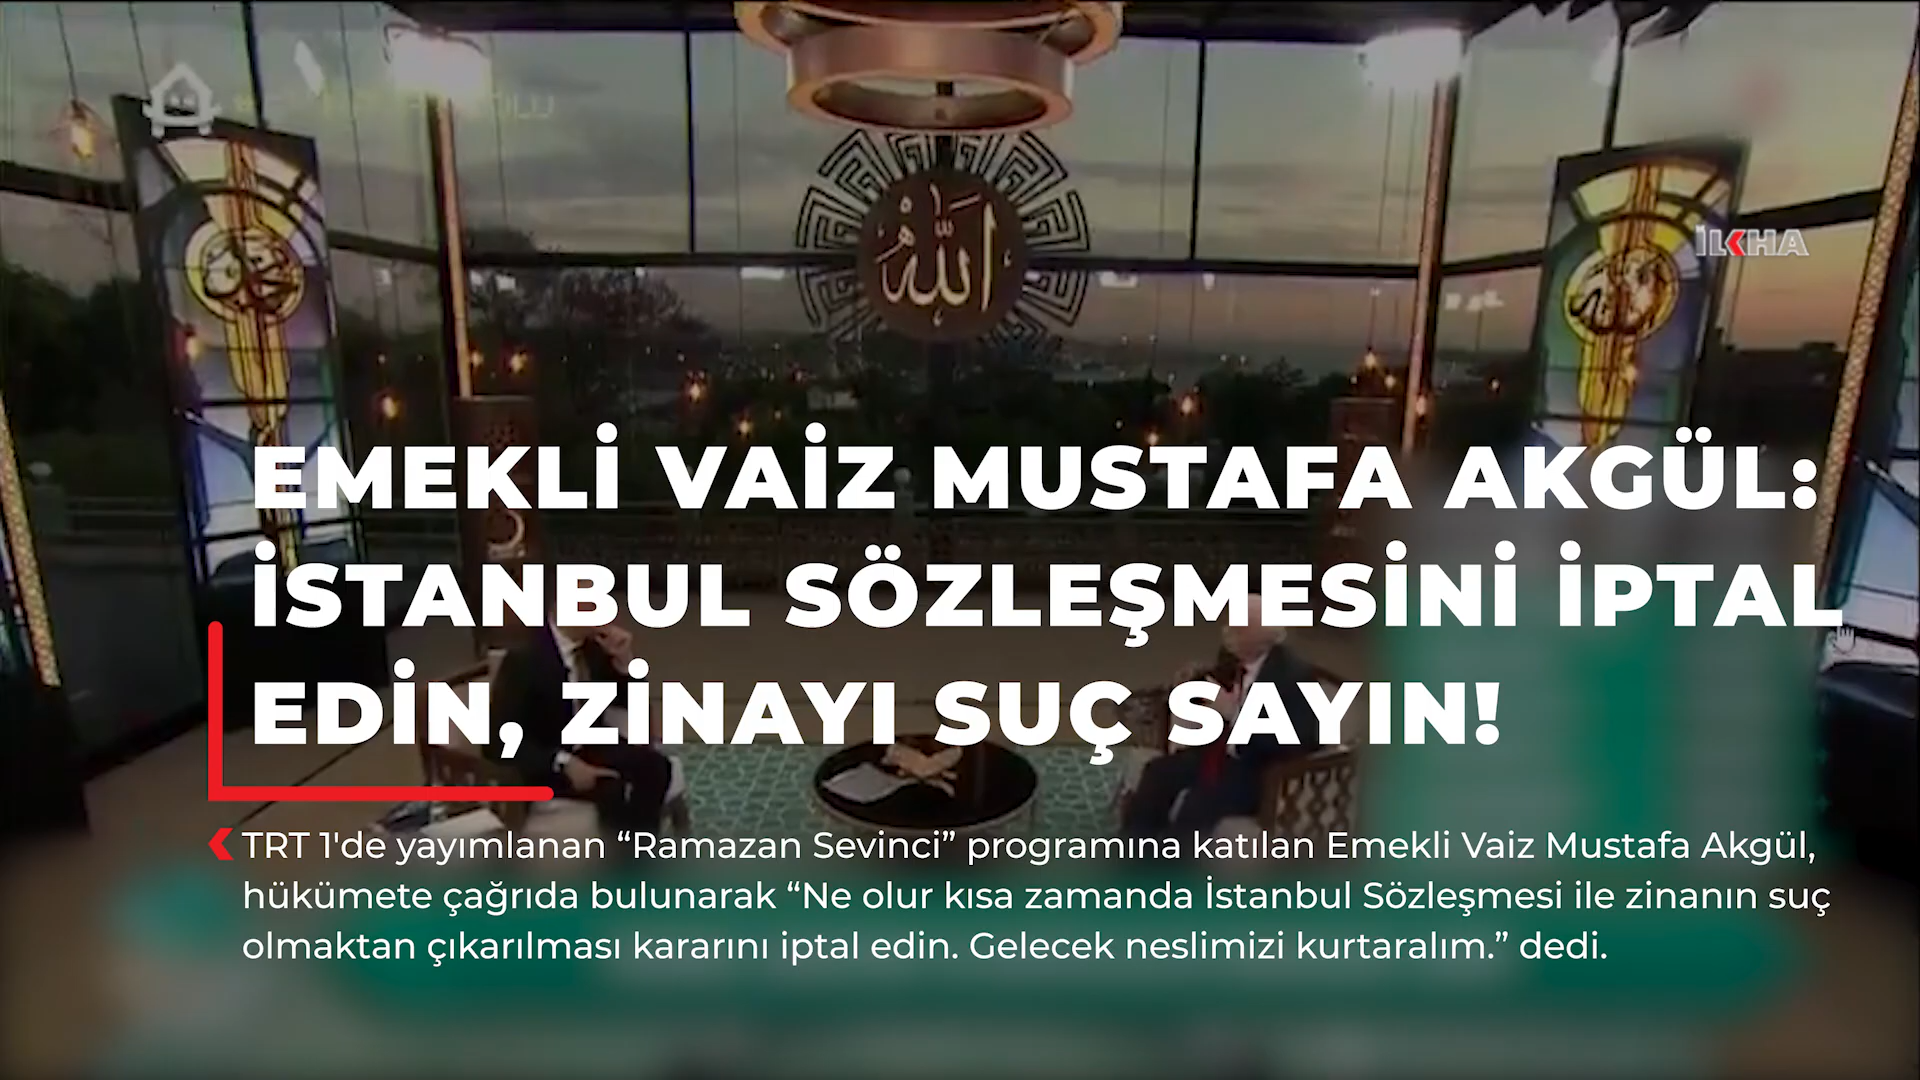 الله
İLKHA
EMEKLİ VAİZ MUSTAFA AKGÜL:
İSTANBUL SÖZLEŞMESİNİ İPTAL
EDİN, ZİNAYI SUÇ SAYIN!
TRT 1'de yayımlanan “Ramazan Sevinci” programına katılan Emekli Vaiz Mustafa Akgül,
hükümete çağrıda bulunarak “Ne olur kısa zamanda İstanbul Sözleşmesi ile zinanın suç
olmaktan çıkarılması kararını iptal edin. Gelecek neslimizi kurtaralım.” dedi.